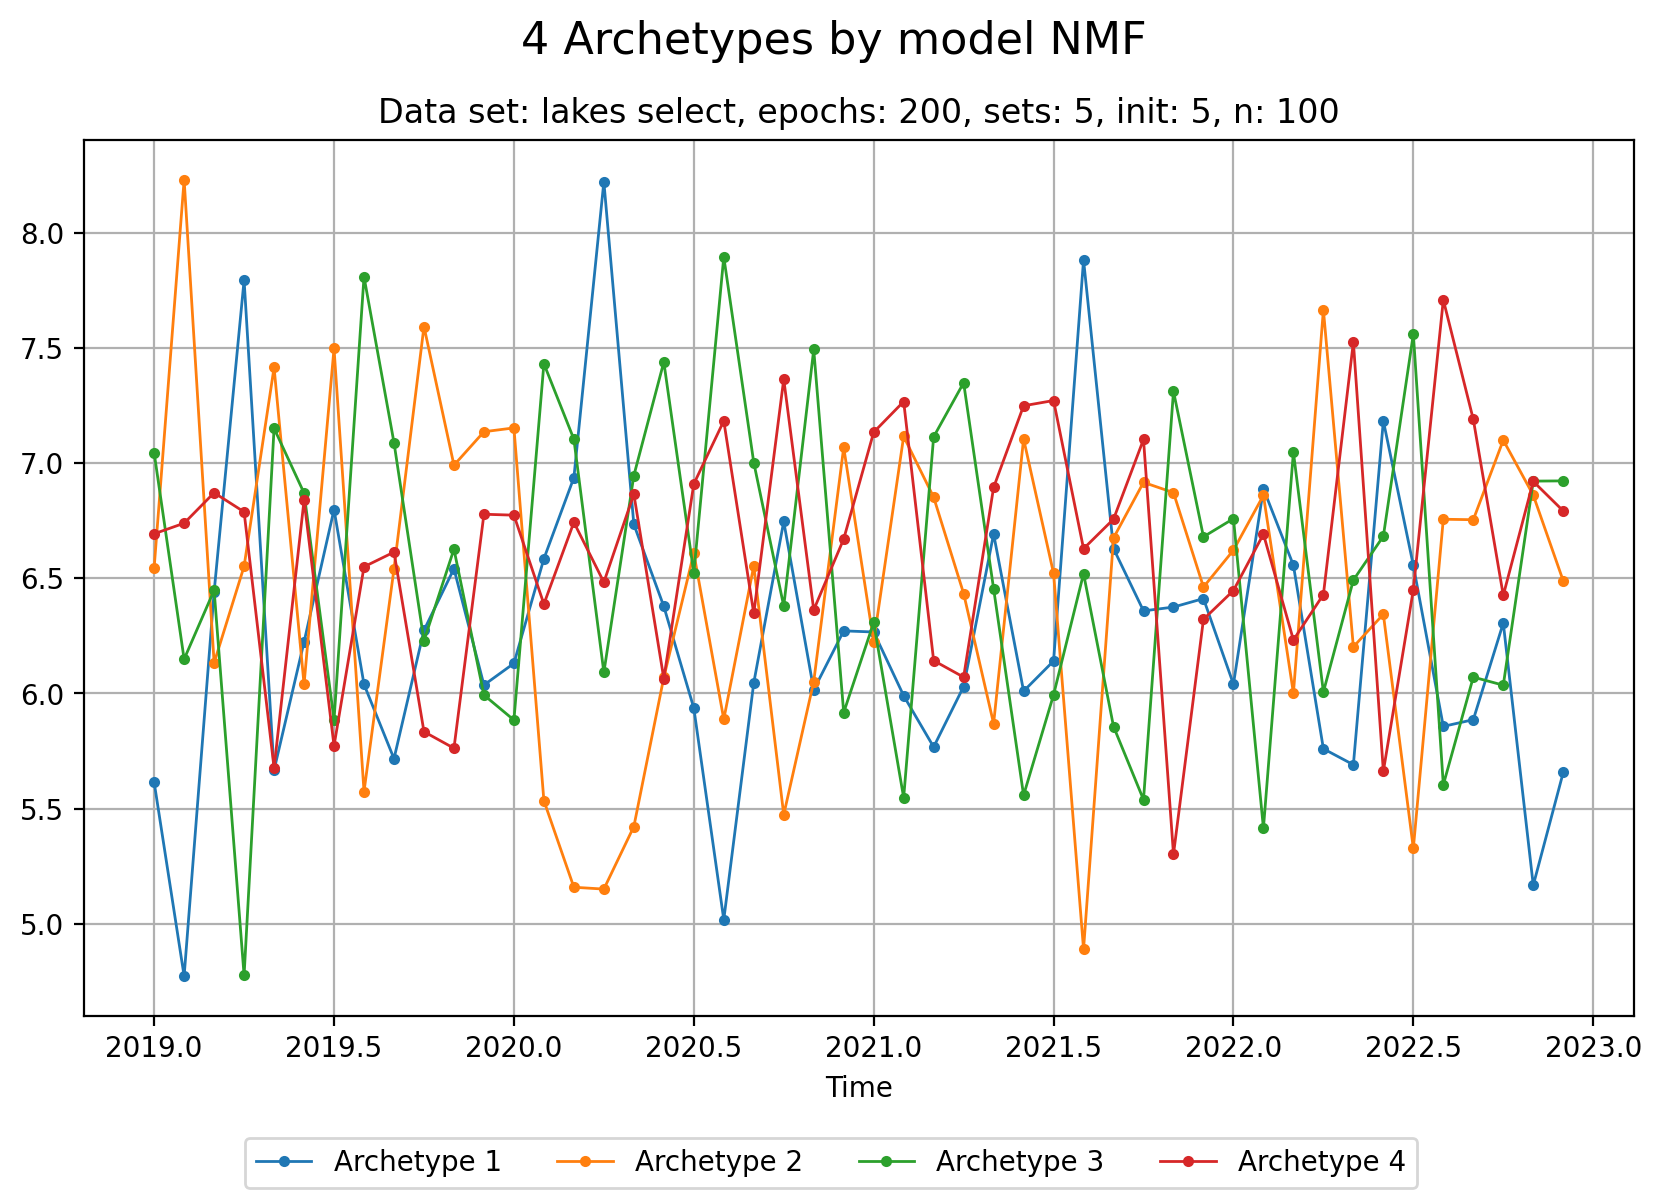 4 Archetypes by model NMF
Data set: lakes select, epochs: 200, sets: 5, init: 5, n: 100
8.0
7.5
7.0
6.5
6.0
5.5
5.0
2019.0 2019.5 2020.0 2020.5 2021.0 2021.5 2022.0 2022.5 2023.0
Time
Archetype 1 Archetype 2 Archetype 3 Archetype 4